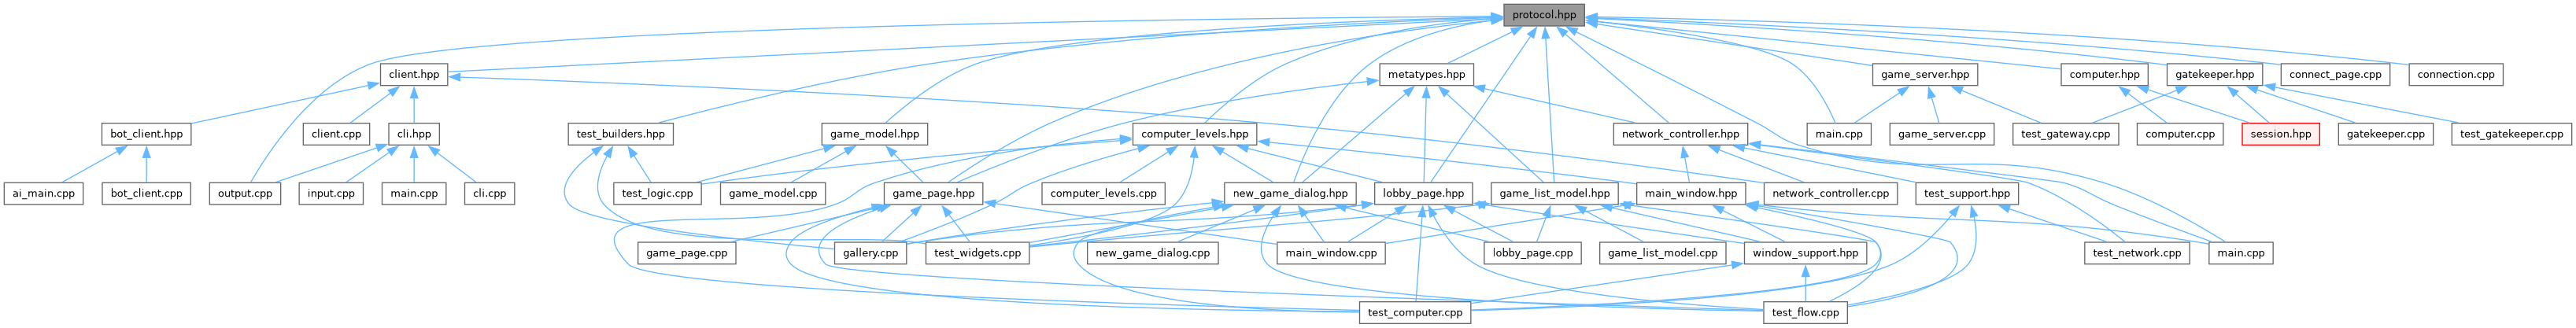 protocol.hpp
client.hpp
metatypes.hpp
game_server.hpp
computer.hpp
gatekeeper.hpp
connect_page.cpp
connection.cpp
bot_client.hpp
client.cpp
cli.hpp
test_builders.hpp
game_model.hpp
computer_levels.hpp
network_controller.hpp
main.cpp
game_server.cpp
test_gateway.cpp
computer.cpp
session.hpp
gatekeeper.cpp
test_gatekeeper.cpp
ai_main.cpp
bot_client.cpp
output.cpp
input.cpp
main.cpp
cli.cpp
test_logic.cpp
game_model.cpp
game_page.hpp
computer_levels.cpp
new_game_dialog.hpp
lobby_page.hpp
game_list_model.hpp
main_window.hpp
network_controller.cpp
test_support.hpp
game_page.cpp
gallery.cpp
test_widgets.cpp
new_game_dialog.cpp
main_window.cpp
lobby_page.cpp
game_list_model.cpp
window_support.hpp
test_network.cpp
main.cpp
test_computer.cpp
test_flow.cpp